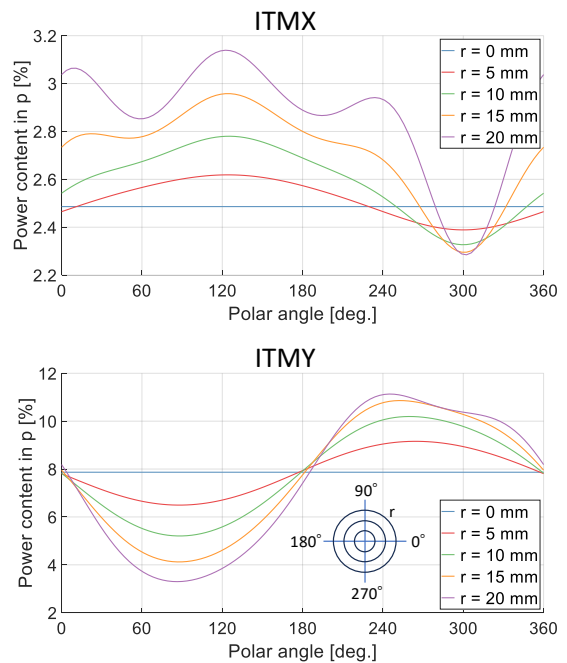 ITMX
3.2
3
2.8
2.6
2.4
2.2
Power content in p [%]
r = 0 mm
r = 5 mm
r = 10 mm
r = 15 mm
r = 20 mm
0 60 120 180 240 300 360
Polar angle [deg.]
ITMY
12
10
8
6
4
2
Power content in p [%]
90°
r
180° 0°
270°
r = 0 mm
r = 5 mm
r = 10 mm
r = 15 mm
r = 20 mm
0 60 120 180 240 300 360
Polar angle [deg.]